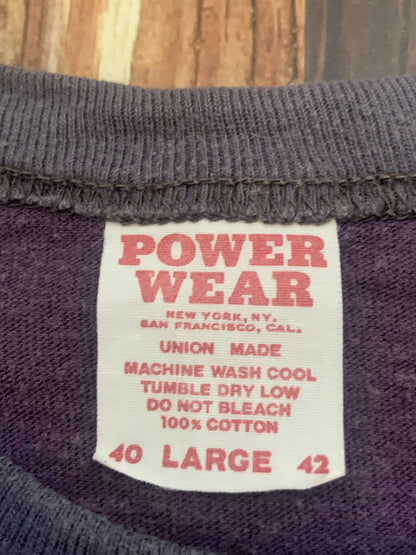 POWER
WEAR
NEW YORK, NY.
SAN FRANCISCO, CAL.
UNION MADE
MACHINE WASH COOL
TUMBLE DRY LOW
DO NOT BLEACH
100% COTTON
40 LARGE 42